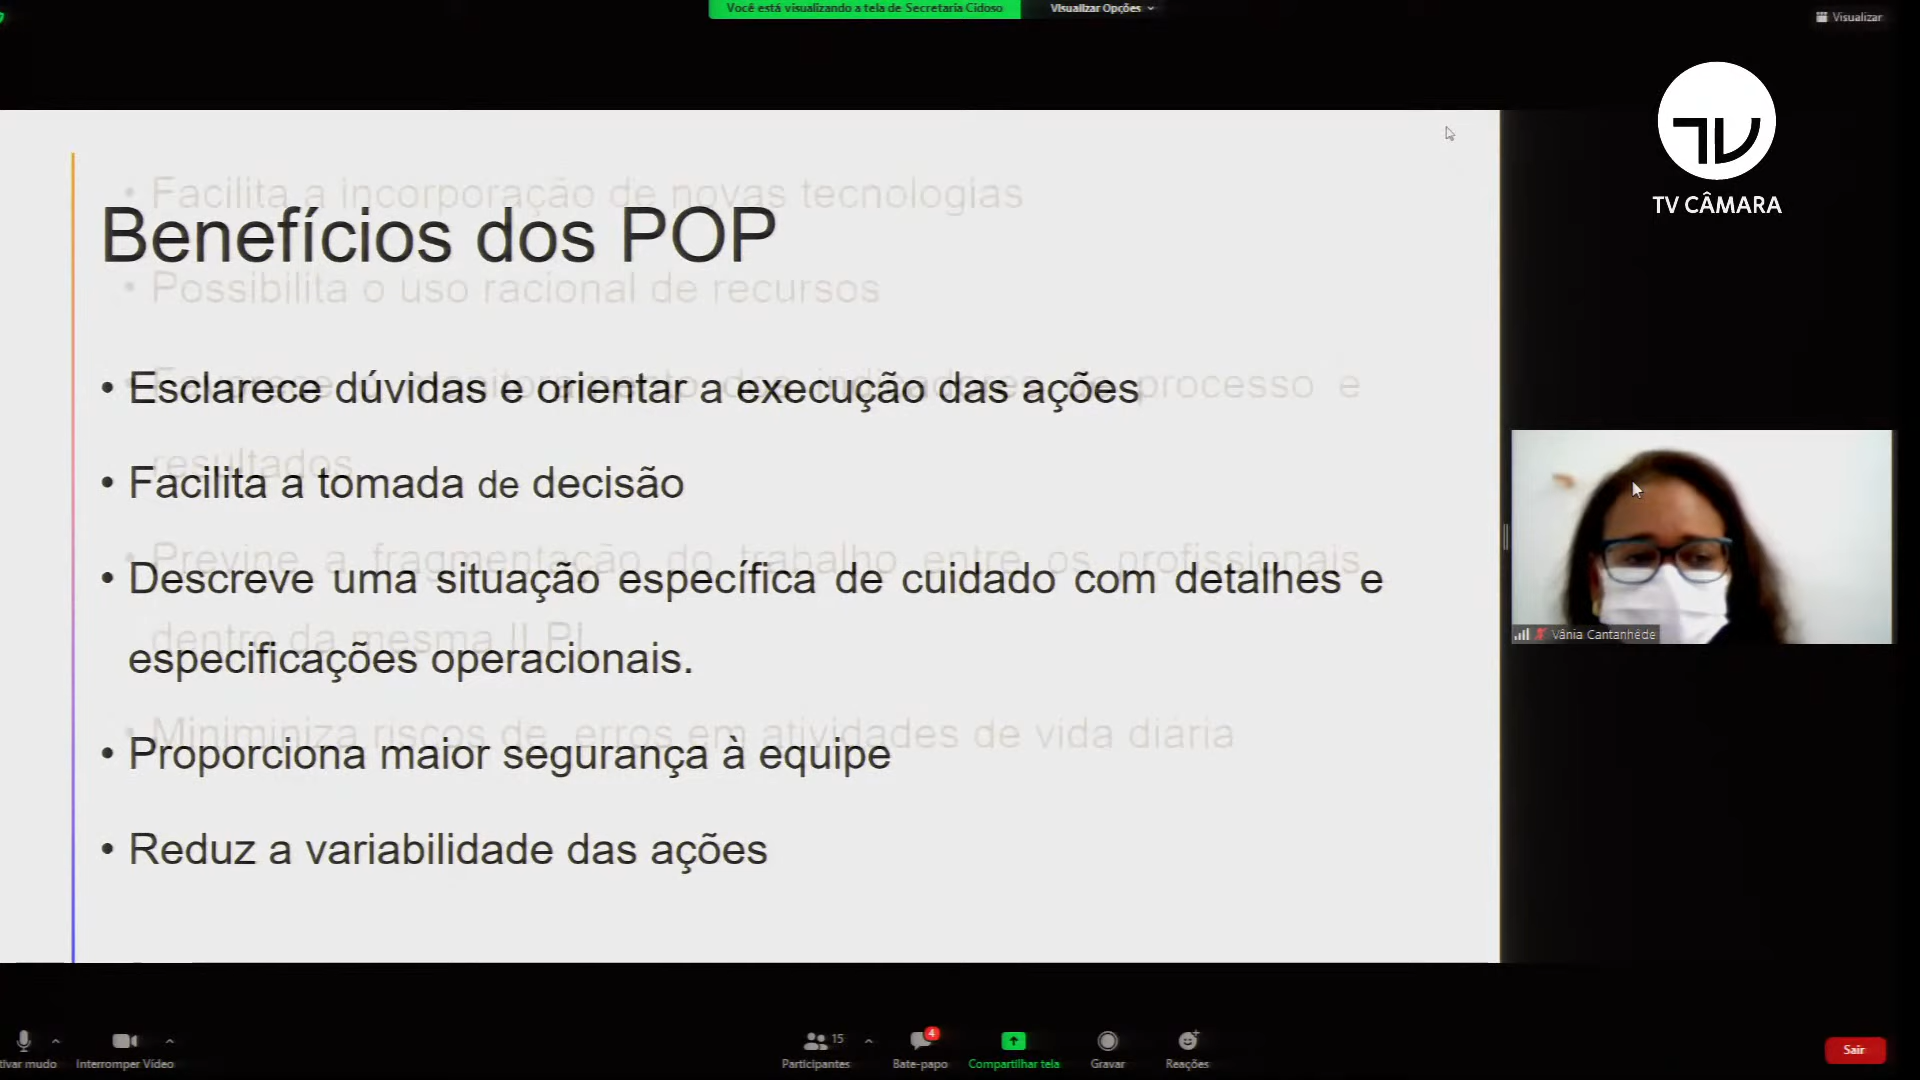 Você está visualizando a tela de Secretaria Cidoso
Visualizar Opções
Visualizar
TV CÂMARA
Facilita a incorporação de novas tecnologias
Benefícios dos POP
• Possibilita o uso racional de recursos
• Esclarece dúvidas e orientar a execução das ações
processo e
resultados
• Facilita a tomada de decisão
• Previne a fragmentação do trabalho entre os profissionais
• Descreve uma situação específica de cuidado com detalhes e
dentro da mesma ILPI
especificações operacionais.
• Miniminiza riscos de erros em atividades de vida diária
• Proporciona maior segurança à equipe
• Reduz a variabilidade das ações
Vânia Cantanhêde
15
4
tivar mudo
Interromper Vídeo
Participantes
Bate-papo
Compartilhar tela
Gravar
Reações
Sair